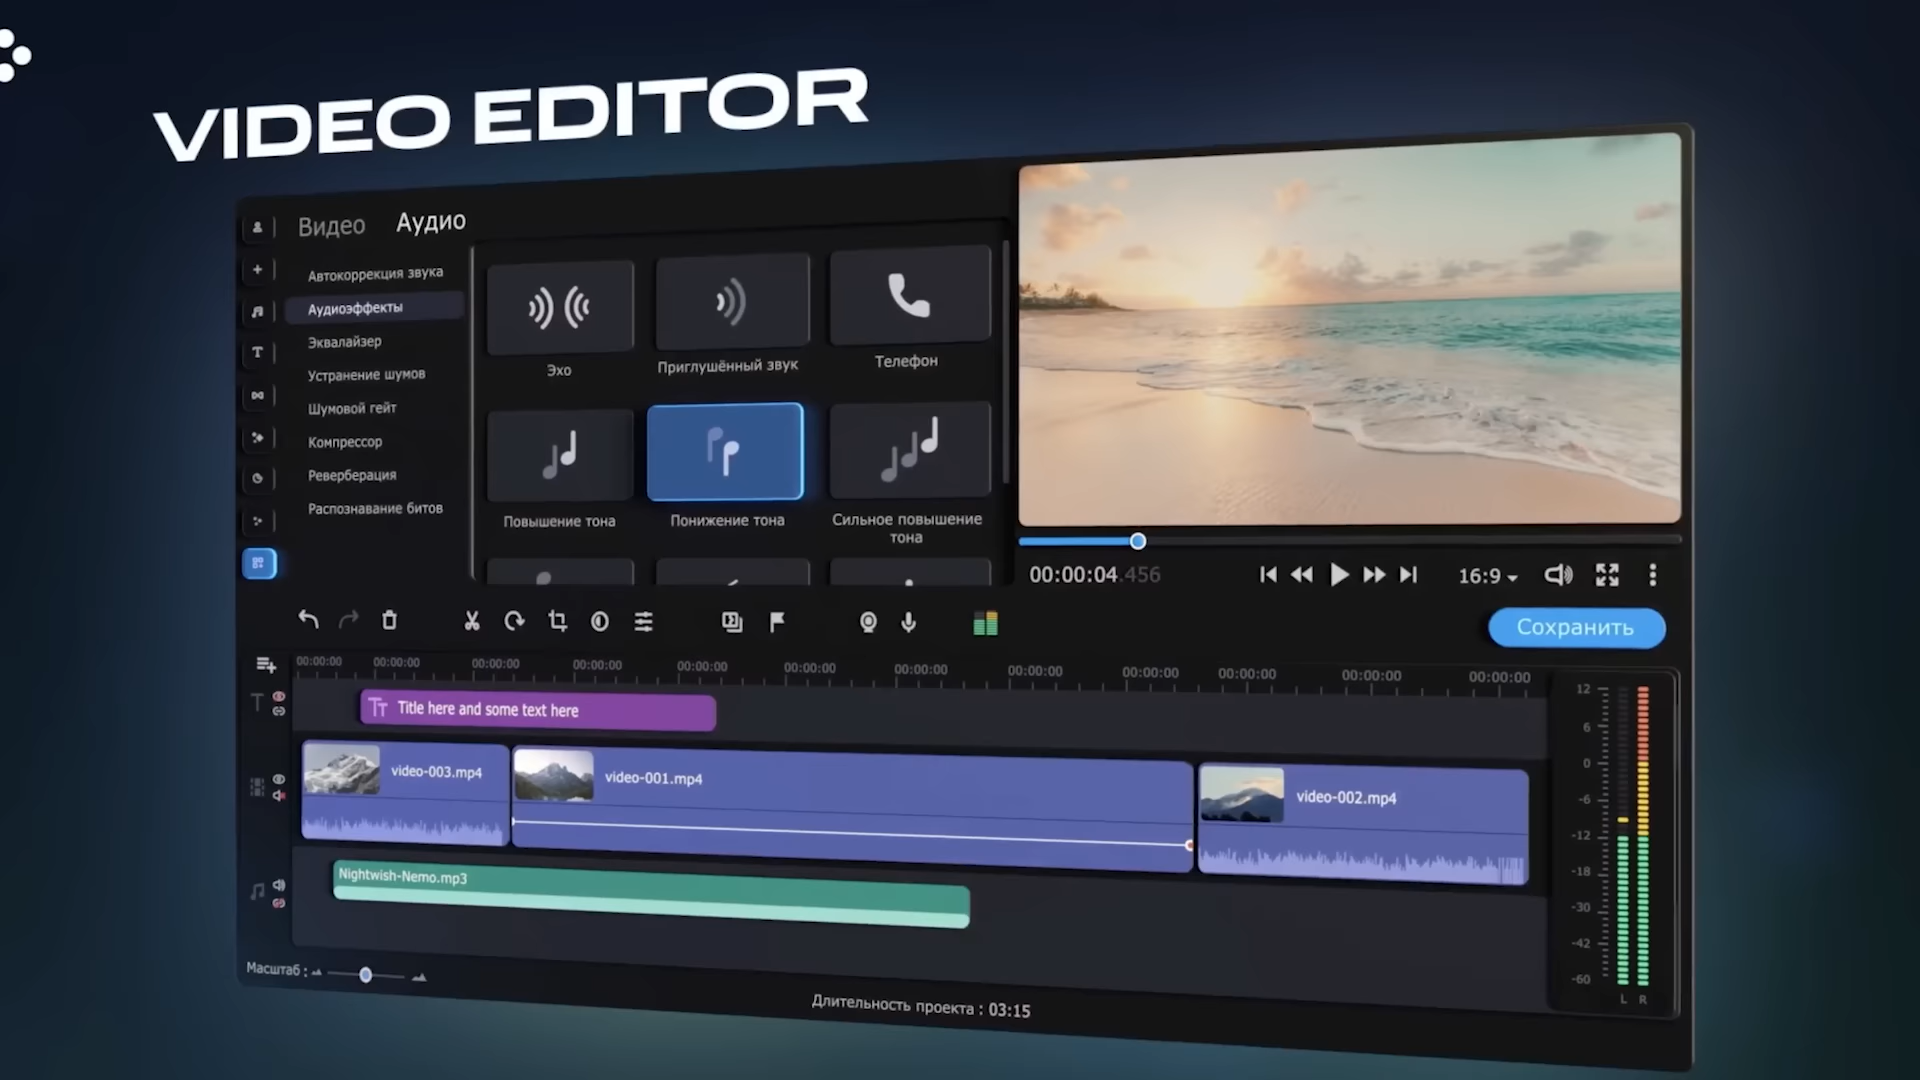 VIDEO EDITOR
Видео Аудио
Автокоррекция звука
Аудиоэффекты
Эквалайзер
Устранение шумов
Шумовой гейт
Компрессор
Реверберация
Распознавание битов
Эхо
Приглушённый звук
Телефон
Повышение тона
Понижение тона
Сильное повышение
тона
00:00:04.456
16:9
Сохранить
00:00:00 00:00:00 00:00:00 00:00:00 00:00:00 00:00:00 00:00:00 00:00:00 00:00:00 00:00:00 00:00:00 00:00:00
T
TT Title here and some text here
video-003.mp4
video-001.mp4
video-002.mp4
Nightwish-Nemo.mp3
12
6
0
-6
-12
-18
-30
-42
-60
L R
Масштаб :
Длительность проекта : 03:15